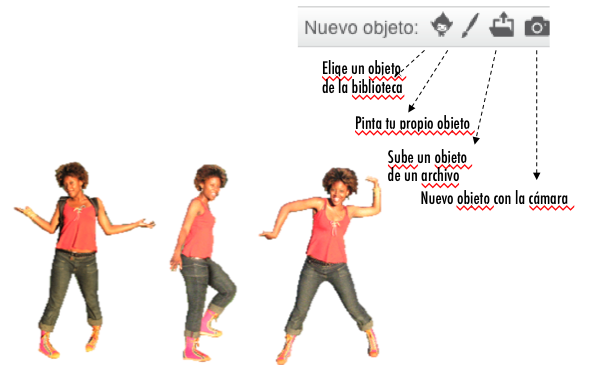 Nuevo objeto:
Elige un objeto
de la biblioteca
Pinta tu propio objeto
Sube un objeto
de un archivo
Nuevo objeto con la cámara